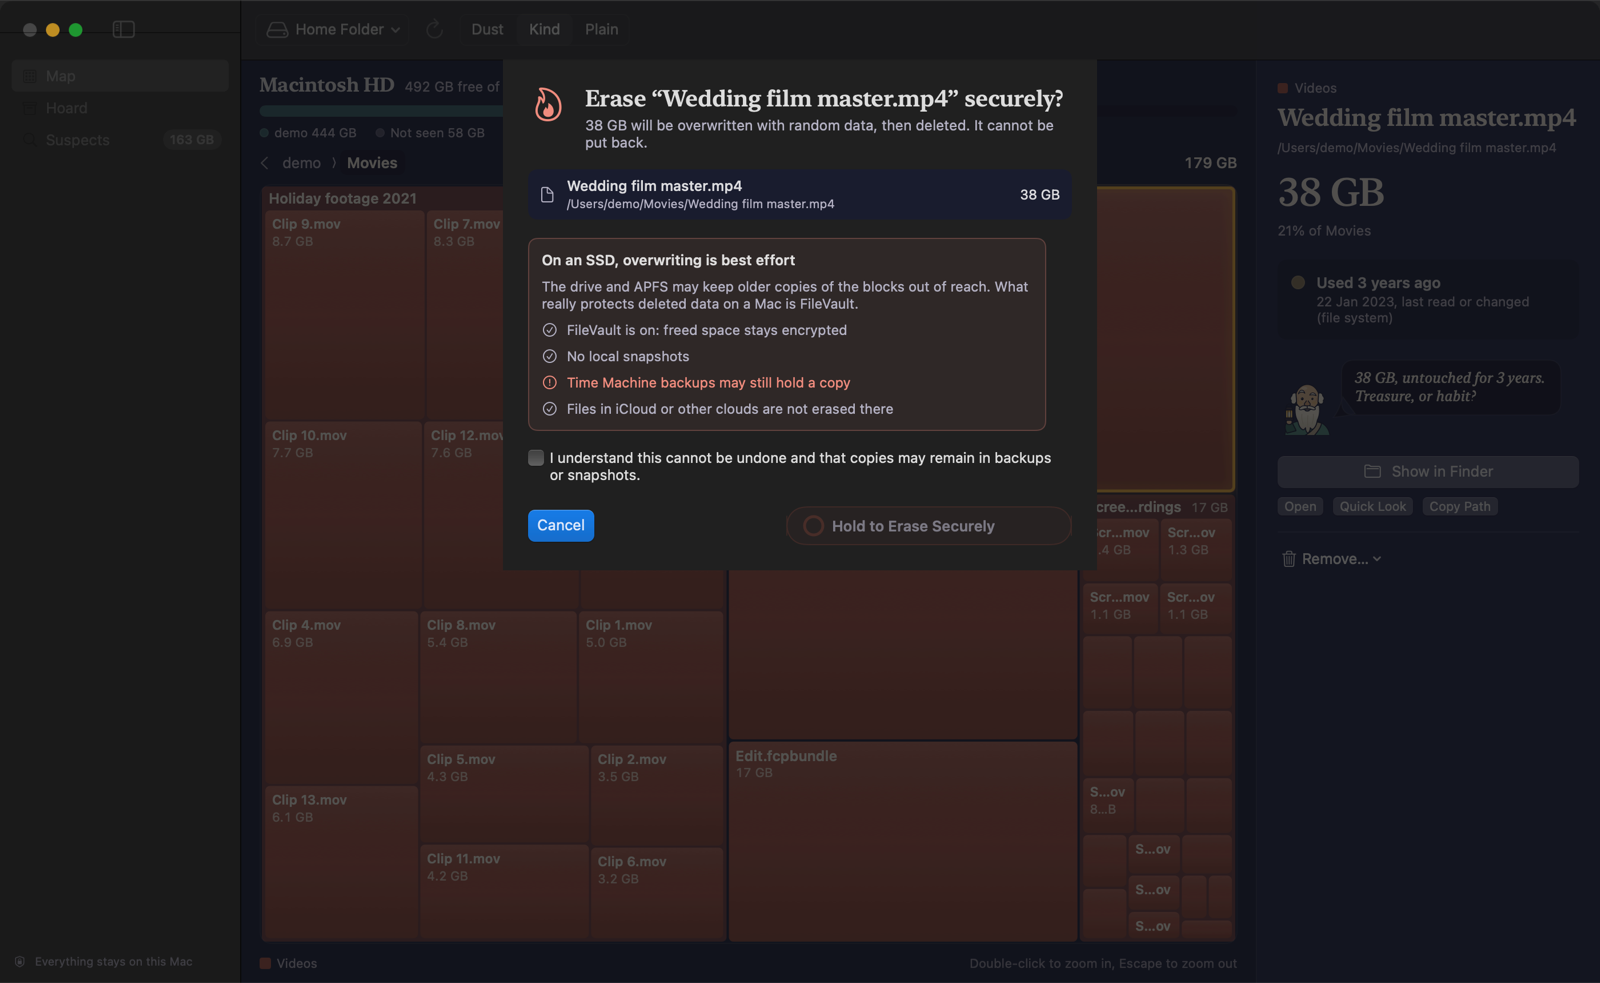 Home Folder
Dust
Kind
Plain
Map
Hoard
Suspects
163 GB
Everything stays on this Mac
Macintosh HD 492 GB free of
demo 444 GB
Not seen 58 GB
demo
Movies
179 GB
Holiday footage 2021
Clip 9.mov
8.7 GB
Clip 7.mov
8.3 GB
Clip 10.mov
7.7 GB
Clip 12.mov
7.6 GB
Clip 4.mov
6.9 GB
Clip 8.mov
5.4 GB
Clip 1.mov
5.0 GB
Clip 5.mov
4.3 GB
Clip 2.mov
3.5 GB
Clip 13.mov
6.1 GB
Clip 11.mov
4.2 GB
Clip 6.mov
3.2 GB
Edit.fcpbundle
17 GB
cree...rdings 17 GB
cr...mov
.4 GB
Scr...ov
1.3 GB
Scr...mov
1.1 GB
Scr...ov
1.1 GB
S...ov
8...B
S...ov
S...ov
S...ov
Videos
Double-click to zoom in, Escape to zoom out
Erase “Wedding film master.mp4” securely?
38 GB will be overwritten with random data, then deleted. It cannot be
put back.
Wedding film master.mp4
/Users/demo/Movies/Wedding film master.mp4
38 GB
On an SSD, overwriting is best effort
The drive and APFS may keep older copies of the blocks out of reach. What
really protects deleted data on a Mac is FileVault.
FileVault is on: freed space stays encrypted
No local snapshots
Time Machine backups may still hold a copy
Files in iCloud or other clouds are not erased there
I understand this cannot be undone and that copies may remain in backups
or snapshots.
Cancel
Hold to Erase Securely
Videos
Wedding film master.mp4
/Users/demo/Movies/Wedding film master.mp4
38 GB
21% of Movies
Used 3 years ago
22 Jan 2023, last read or changed
(file system)
38 GB, untouched for 3 years.
Treasure, or habit?
Show in Finder
Open
Quick Look
Copy Path
Remove...